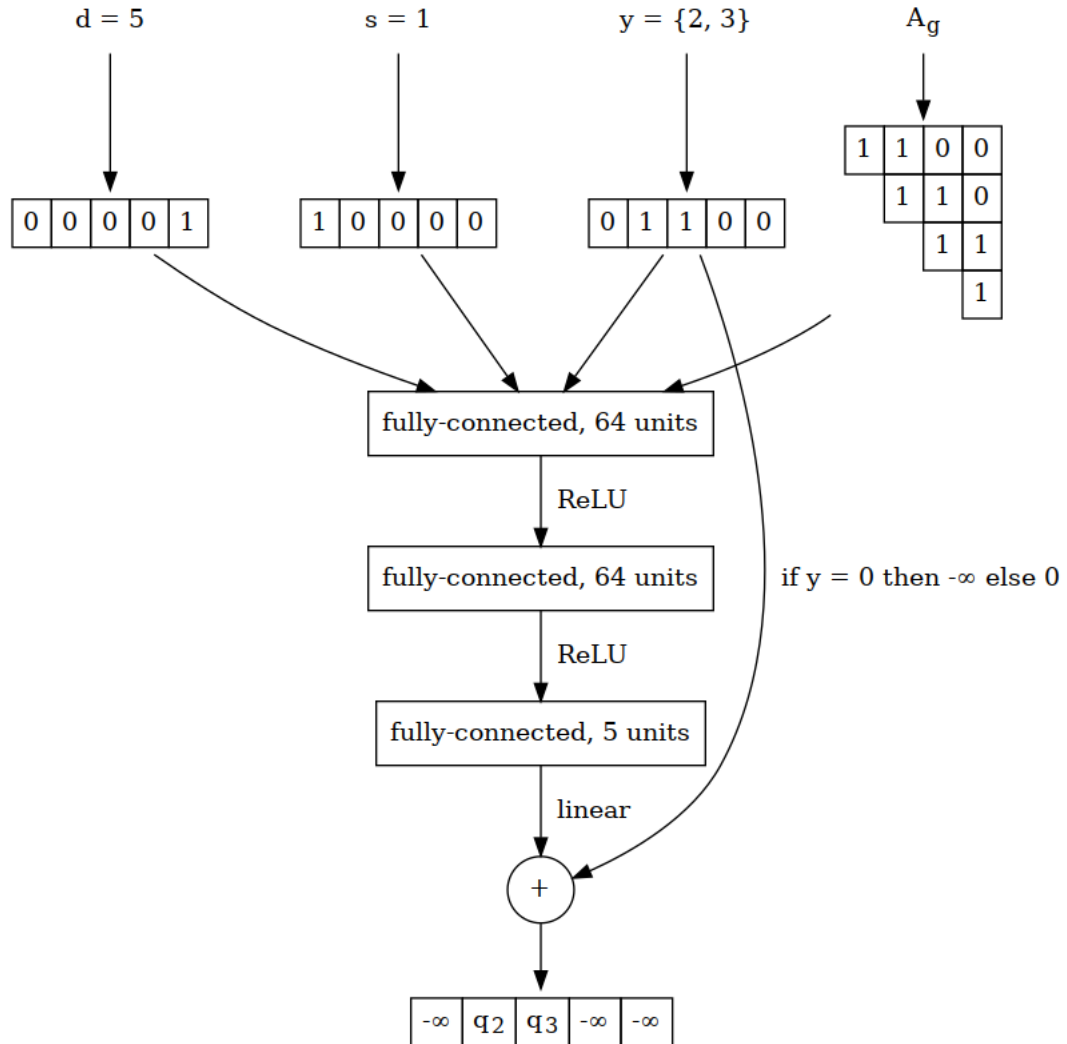 d = 5 s = 1 y = {2, 3} Ag
1 1 0 0
1 1 0
0 0 0 0 1 1 0 0 0 0 0 1 1 0 0
1 1
1
fully-connected, 64 units
ReLU
fully-connected, 64 units
if y = 0 then -∞ else 0
ReLU
fully-connected, 5 units
linear
+
-∞ q2 q3 -∞ -∞